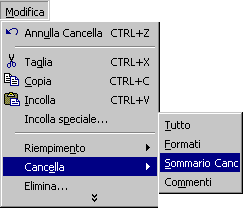 Modifica
Annulla Cancella CTRL+Z
Taglia CTRL+X
Copia CTRL+C
Incolla CTRL+V
Incolla speciale...
Riempimento
Cancella
Elimina...
Tutto
Formati
Sommario Canc
Commenti